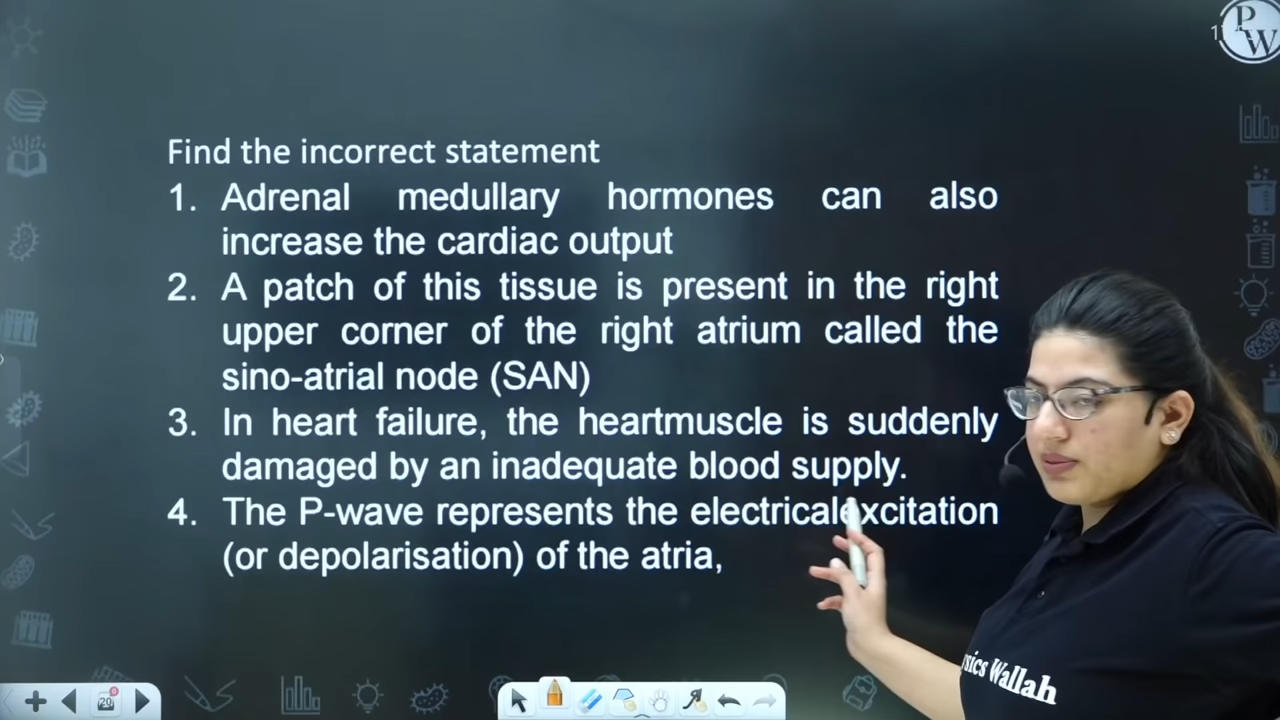 P
W
Find the incorrect statement
1. Adrenal medullary hormones can also
increase the cardiac output
2. A patch of this tissue is present in the right
upper corner of the right atrium called the
sino-atrial node (SAN)
3. In heart failure, the heartmuscle is suddenly
damaged by an inadequate blood supply.
4. The P-wave represents the electricalexcitation
(or depolarisation) of the atria,
Wallah
20